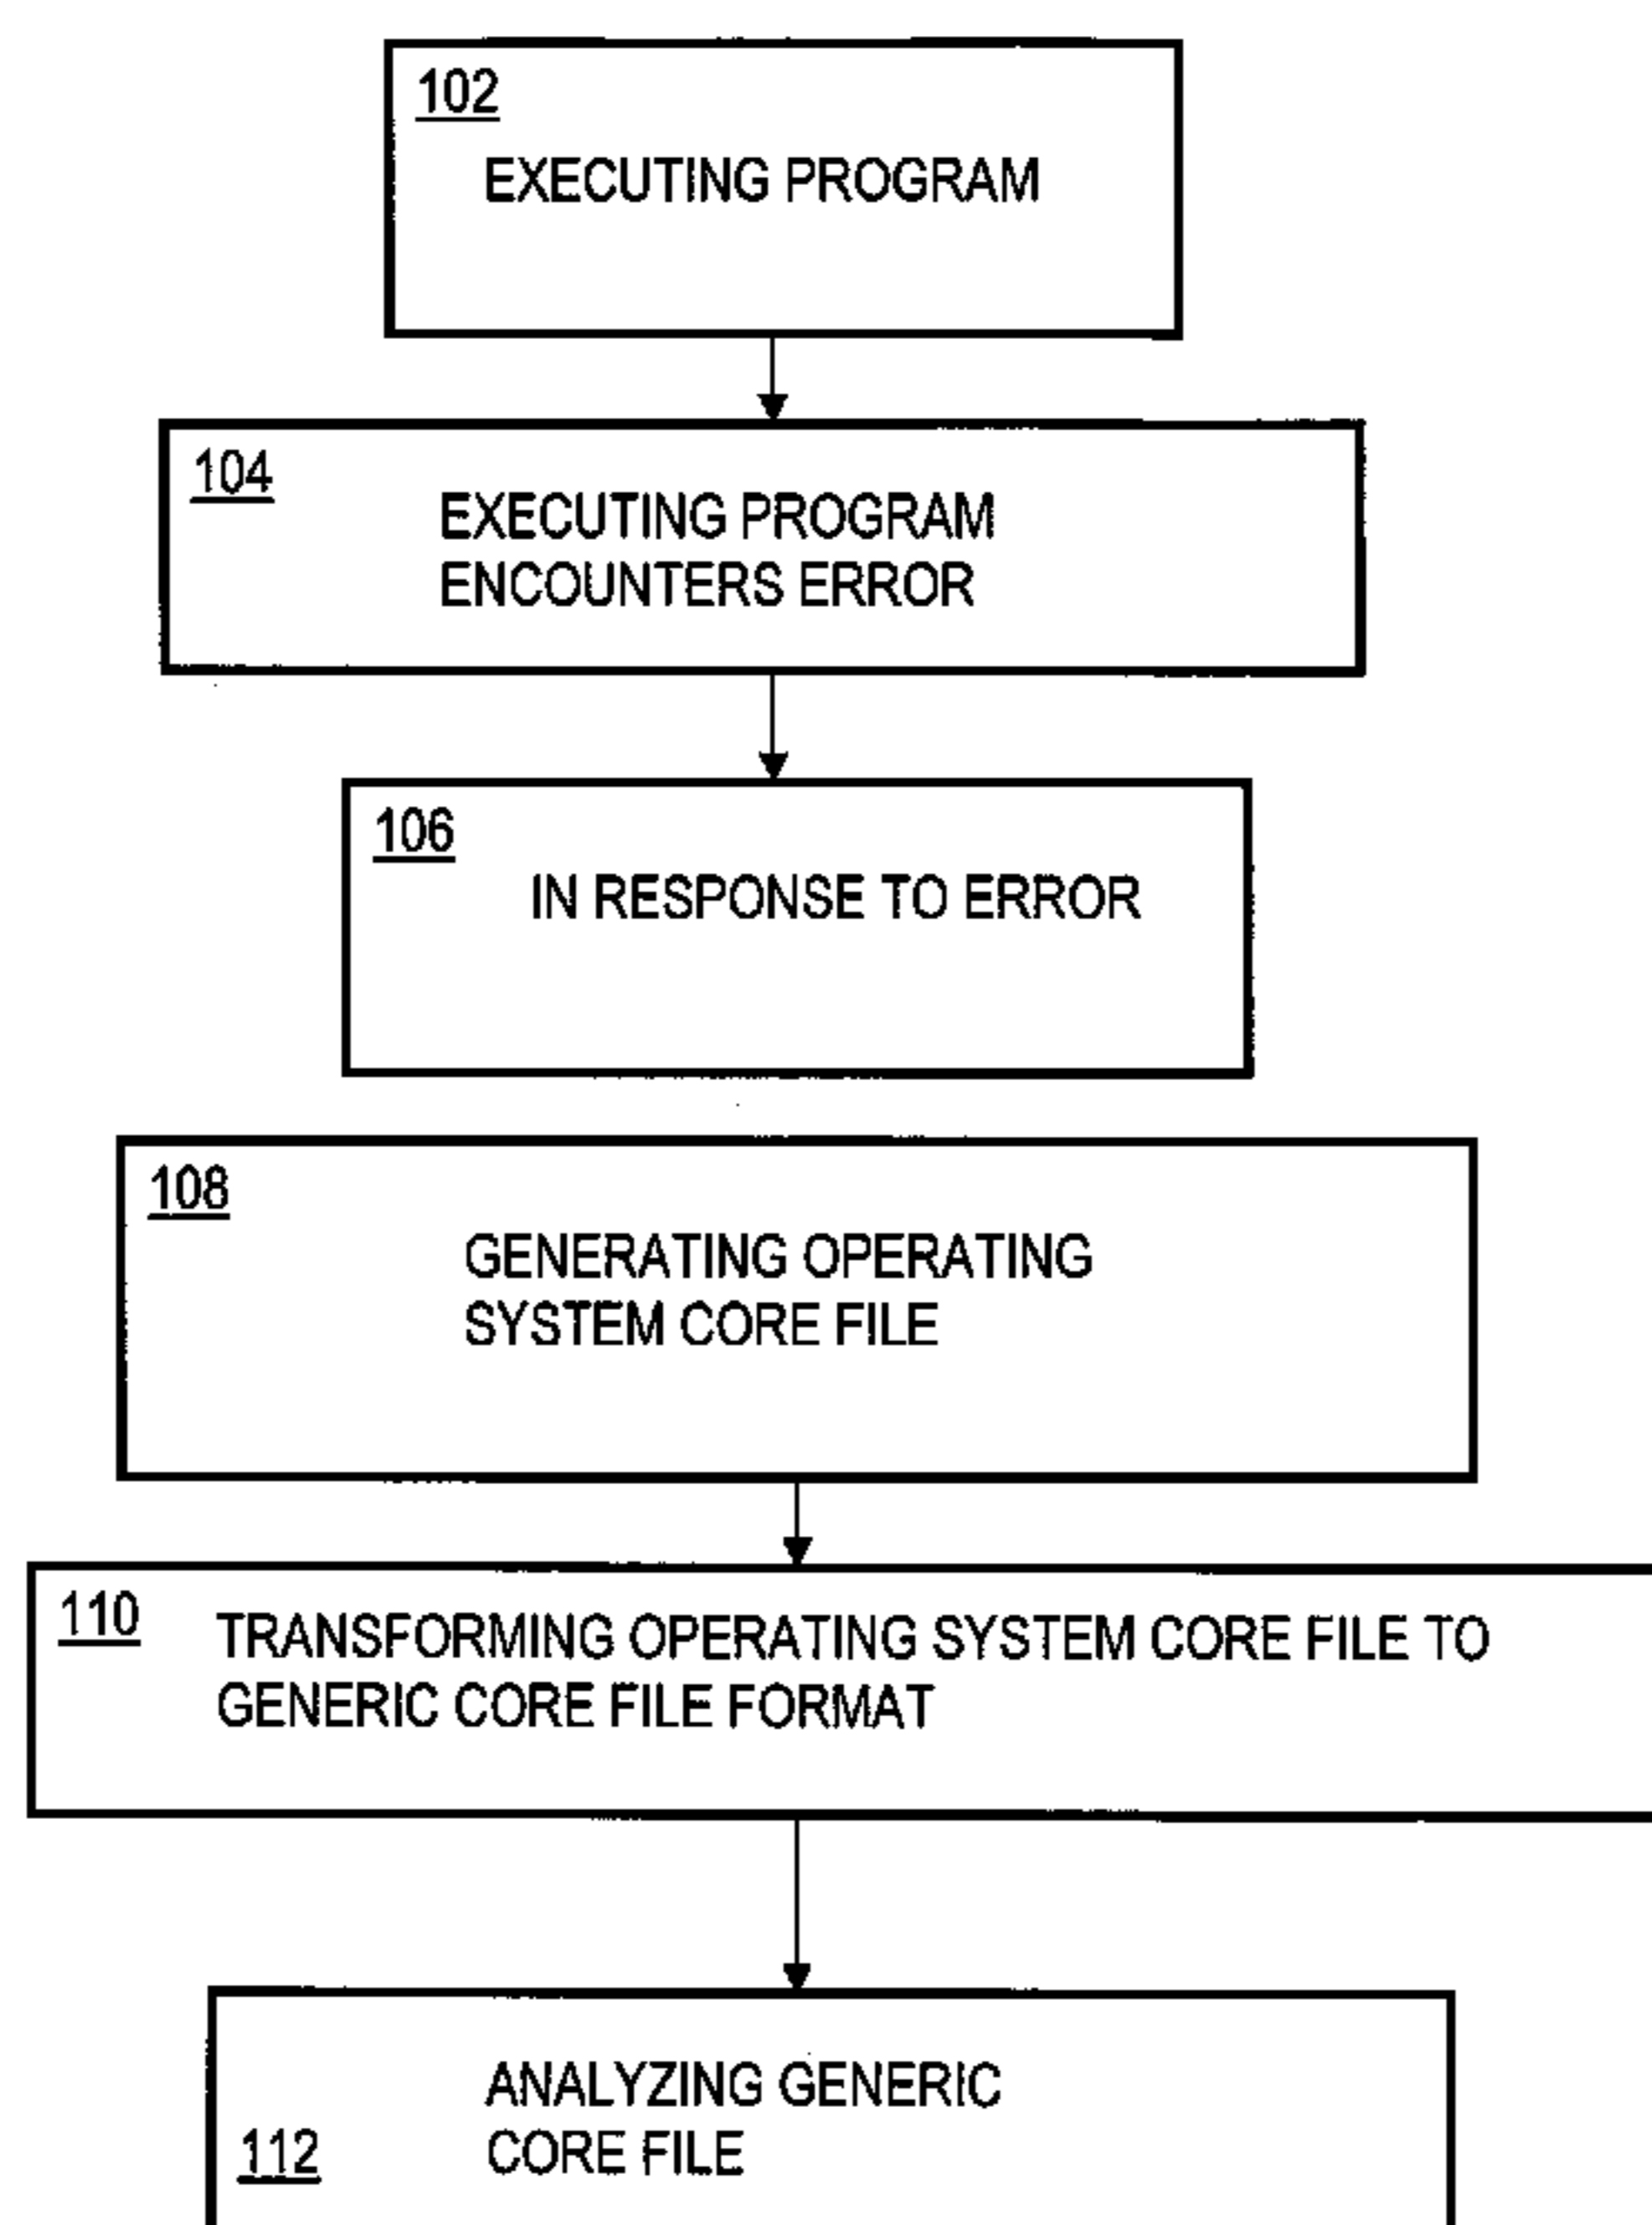 102
EXECUTING PROGRAM
104
EXECUTING PROGRAM
ENCOUNTERS ERROR
106
IN RESPONSE TO ERROR
108
GENERATING OPERATING
SYSTEM CORE FILE
110
TRANSFORMING OPERATING SYSTEM CORE FILE TO
GENERIC CORE FILE FORMAT
ANALYZING GENERIC
CORE FILE
112